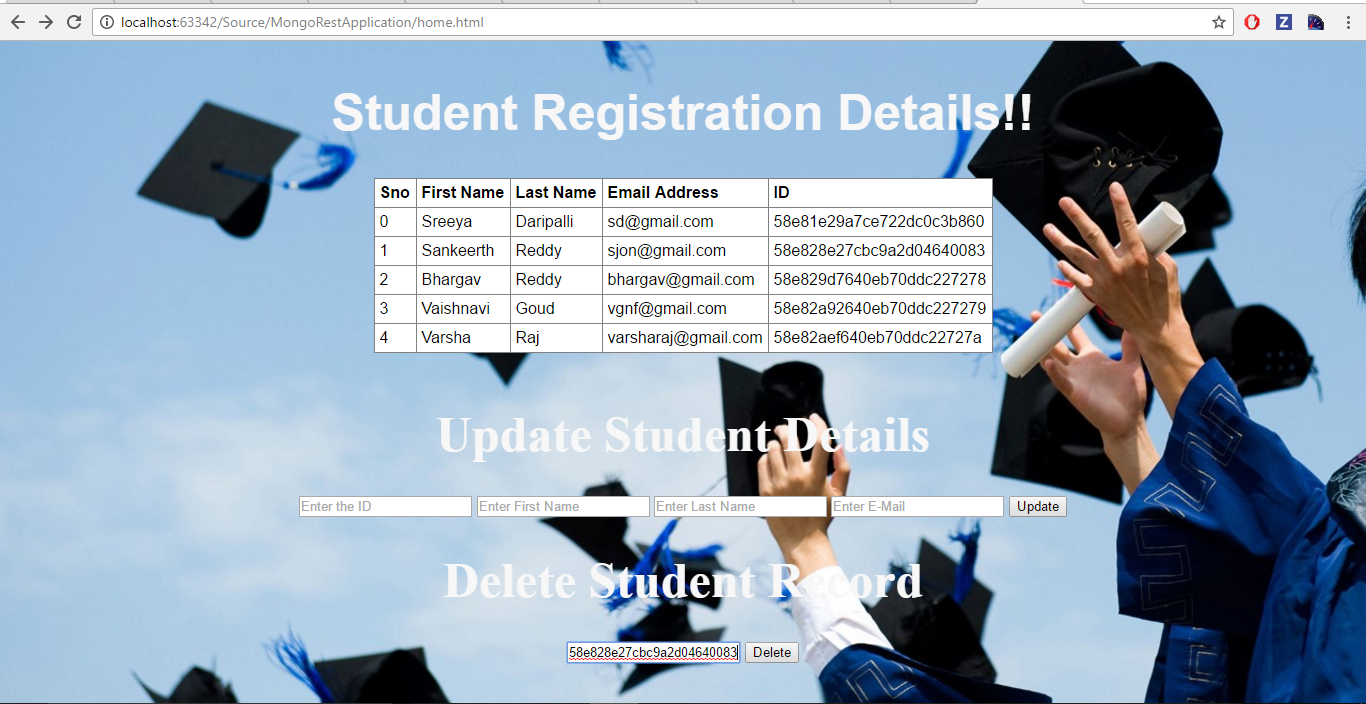 localhost:63342/Source/MongoRestApplication/home.html
Z
Student Registration Details!!
Sno First Name Last Name Email Address ID
0 Sreeya Daripalli sd@gmail.com 58e81e29a7ce722dc0c3b860
1 Sankeerth Reddy sjon@gmail.com 58e828e27cbc9a2d04640083
2 Bhargav Reddy bhargav@gmail.com 58e829d7640eb70ddc227278
3 Vaishnavi Goud vgnf@gmail.com 58e82a92640eb70ddc227279
4 Varsha Raj varsharaj@gmail.com 58e82aef640eb70ddc22727a
Update Student Details
Enter the ID Enter First Name Enter Last Name Enter E-Mail Update
Delete Student Record
58e828e27cbc9a2d04640083 Delete